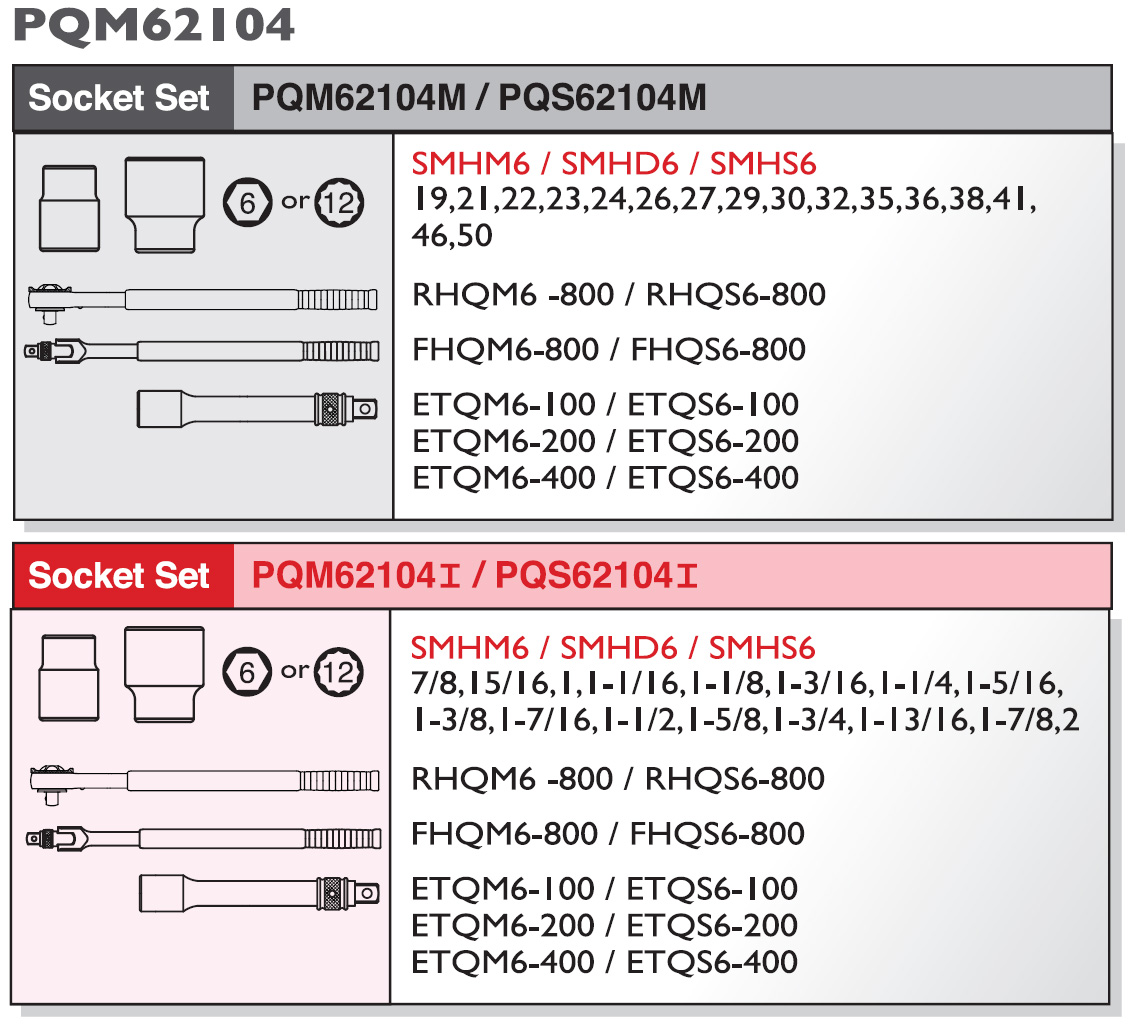 PQM62104
Socket Set PQM62104M / PQS62104M
SMHM6 / SMHD6 / SMHS6
6 or 12
19,21,22,23,24,26,27,29,30,32,35,36,38,41,
46,50
RHQM6 -800 / RHQS6-800
FHQM6-800 / FHQS6-800
ETQM6-100 / ETQS6-100
ETQM6-200 / ETQS6-200
ETQM6-400 / ETQS6-400
Socket Set PQM62104I / PQS62104I
SMHM6 / SMHD6 / SMHS6
6 or 12
7/8,15/16,1,1-1/16,1-1/8,1-3/16,1-1/4,1-5/16,
1-3/8,1-7/16,1-1/2,1-5/8,1-3/4,1-13/16,1-7/8,2
RHQM6 -800 / RHQS6-800
FHQM6-800 / FHQS6-800
ETQM6-100 / ETQS6-100
ETQM6-200 / ETQS6-200
ETQM6-400 / ETQS6-400